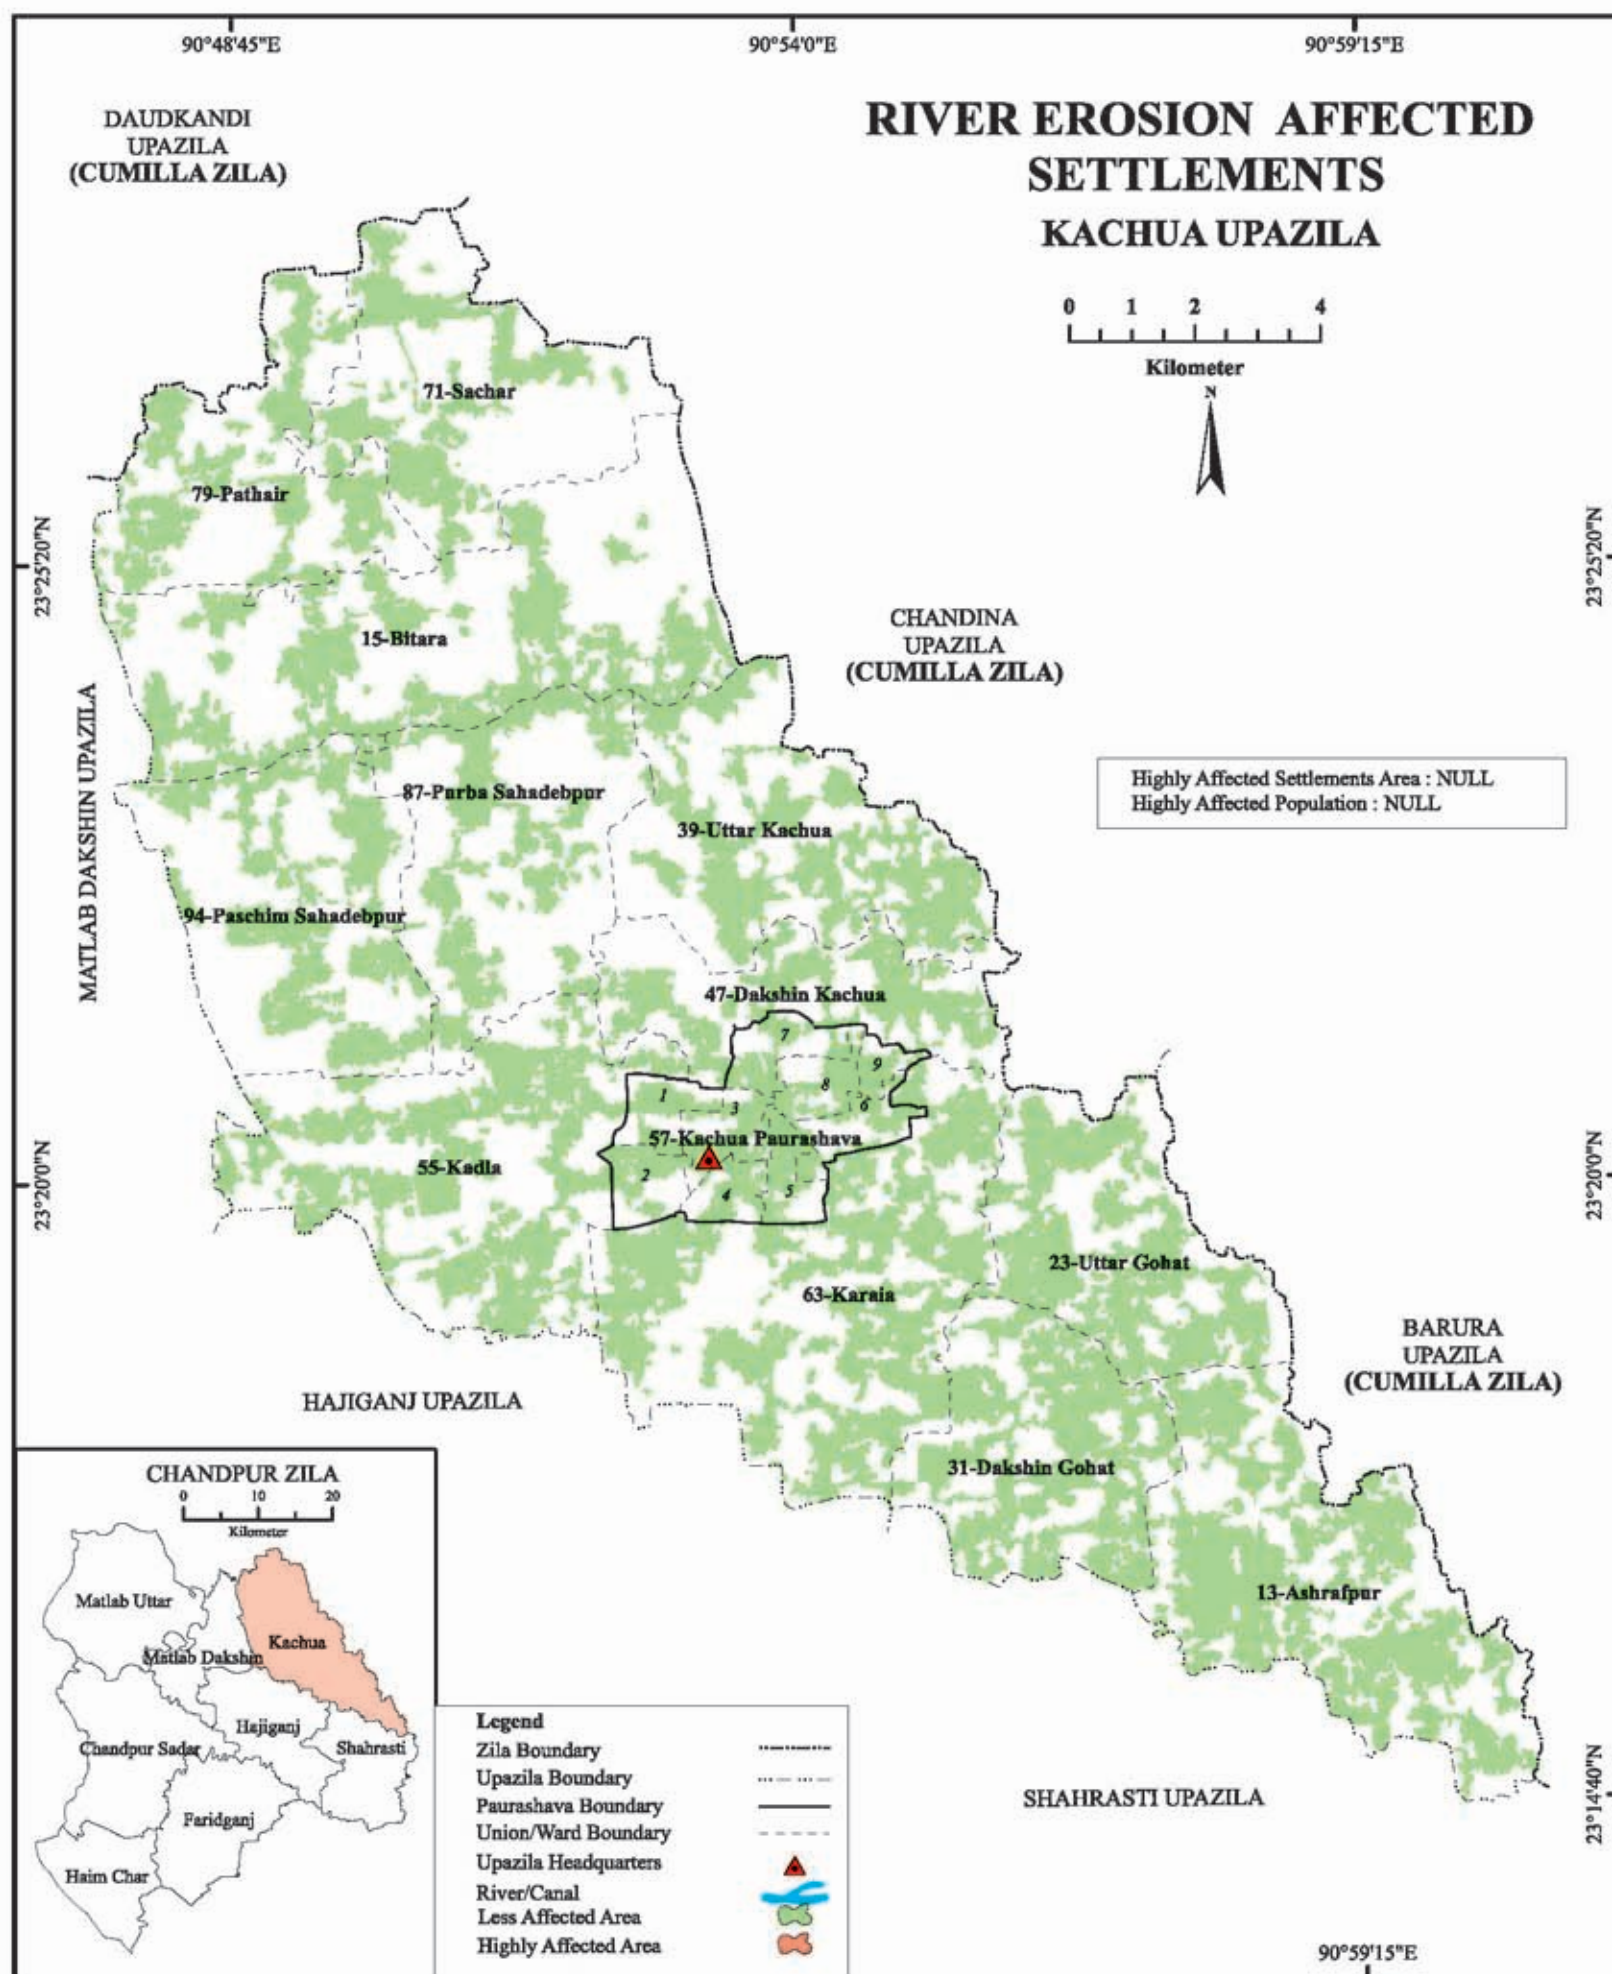 90°48'45"E
90°54'0"E
90°59'15"E
DAUDKANDI
UPAZILA
(CUMILLA ZILA)
RIVER EROSION AFFECTED
SETTLEMENTS
KACHUA UPAZILA
0 1 2 4
Kilometer
N
71-Sachar
79-Pathair
23°25'20"N
23°25'20"N
15-Bitara
CHANDINA
UPAZILA
(CUMILLA ZILA)
MATLAB DAKSHIN UPAZILA
Highly Affected Settlements Area : NULL
Highly Affected Population : NULL
87-Purba Sahadebpur
39-Uttar Kachua
94-Paschim Sahadebpur
47-Dakshin Kachua
7
9
8
1
3
6
57-Kachua Paurashava
55-Kadla
2
4
5
23°20'0"N
23°20'0"N
23-Uttar Gohat
63-Karaia
BARURA
UPAZILA
(CUMILLA ZILA)
HAJIGANJ UPAZILA
31-Dakshin Gohat
13-Ashrafpur
SHAHRASTI UPAZILA
23°14'40"N
CHANDPUR ZILA
0 10 20
Kilometer
Matlab Uttar
Kachua
Matlab Dakshin
Hajiganj
Chandpur Sadar
Shahrasti
Faridganj
Haim Char
Legend
Zila Boundary
Upazila Boundary
Paurashava Boundary
Union/Ward Boundary
Upazila Headquarters
River/Canal
Less Affected Area
Highly Affected Area
90°59'15"E